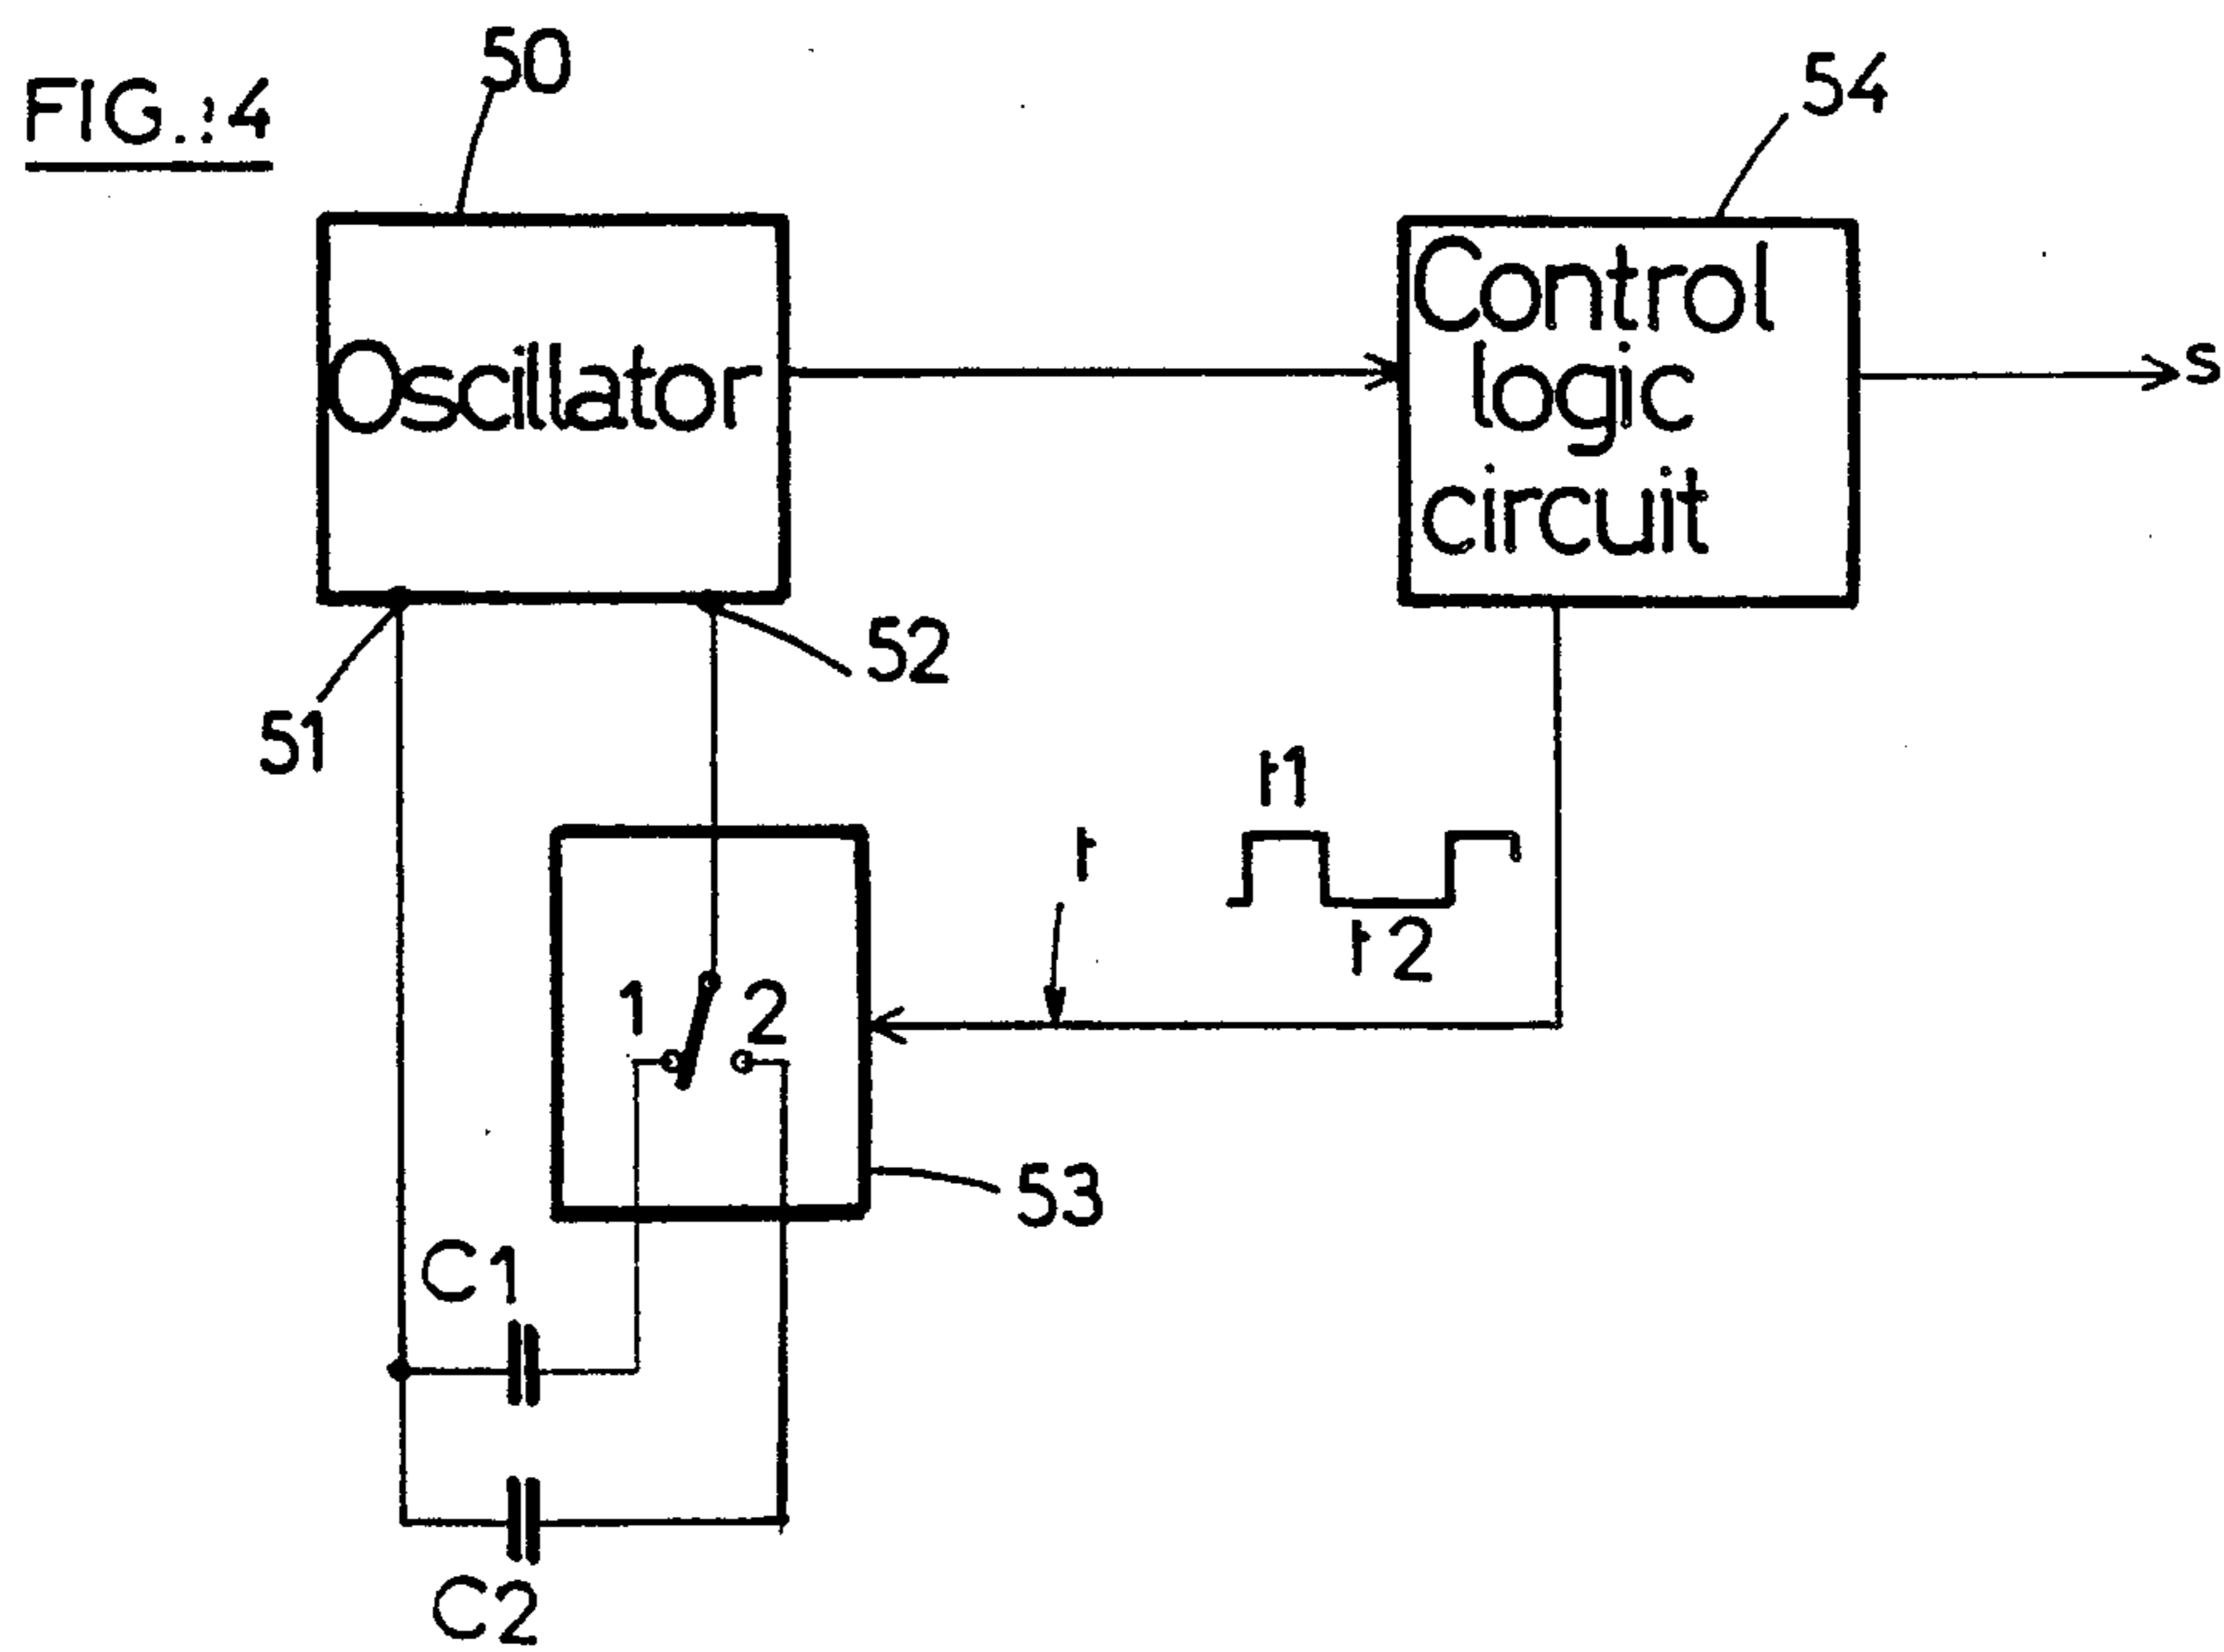 FIG.:4
50
54
Oscillator
Control
logic
circuit
s
51
52
t1
t
t2
1
2
53
C1
C2